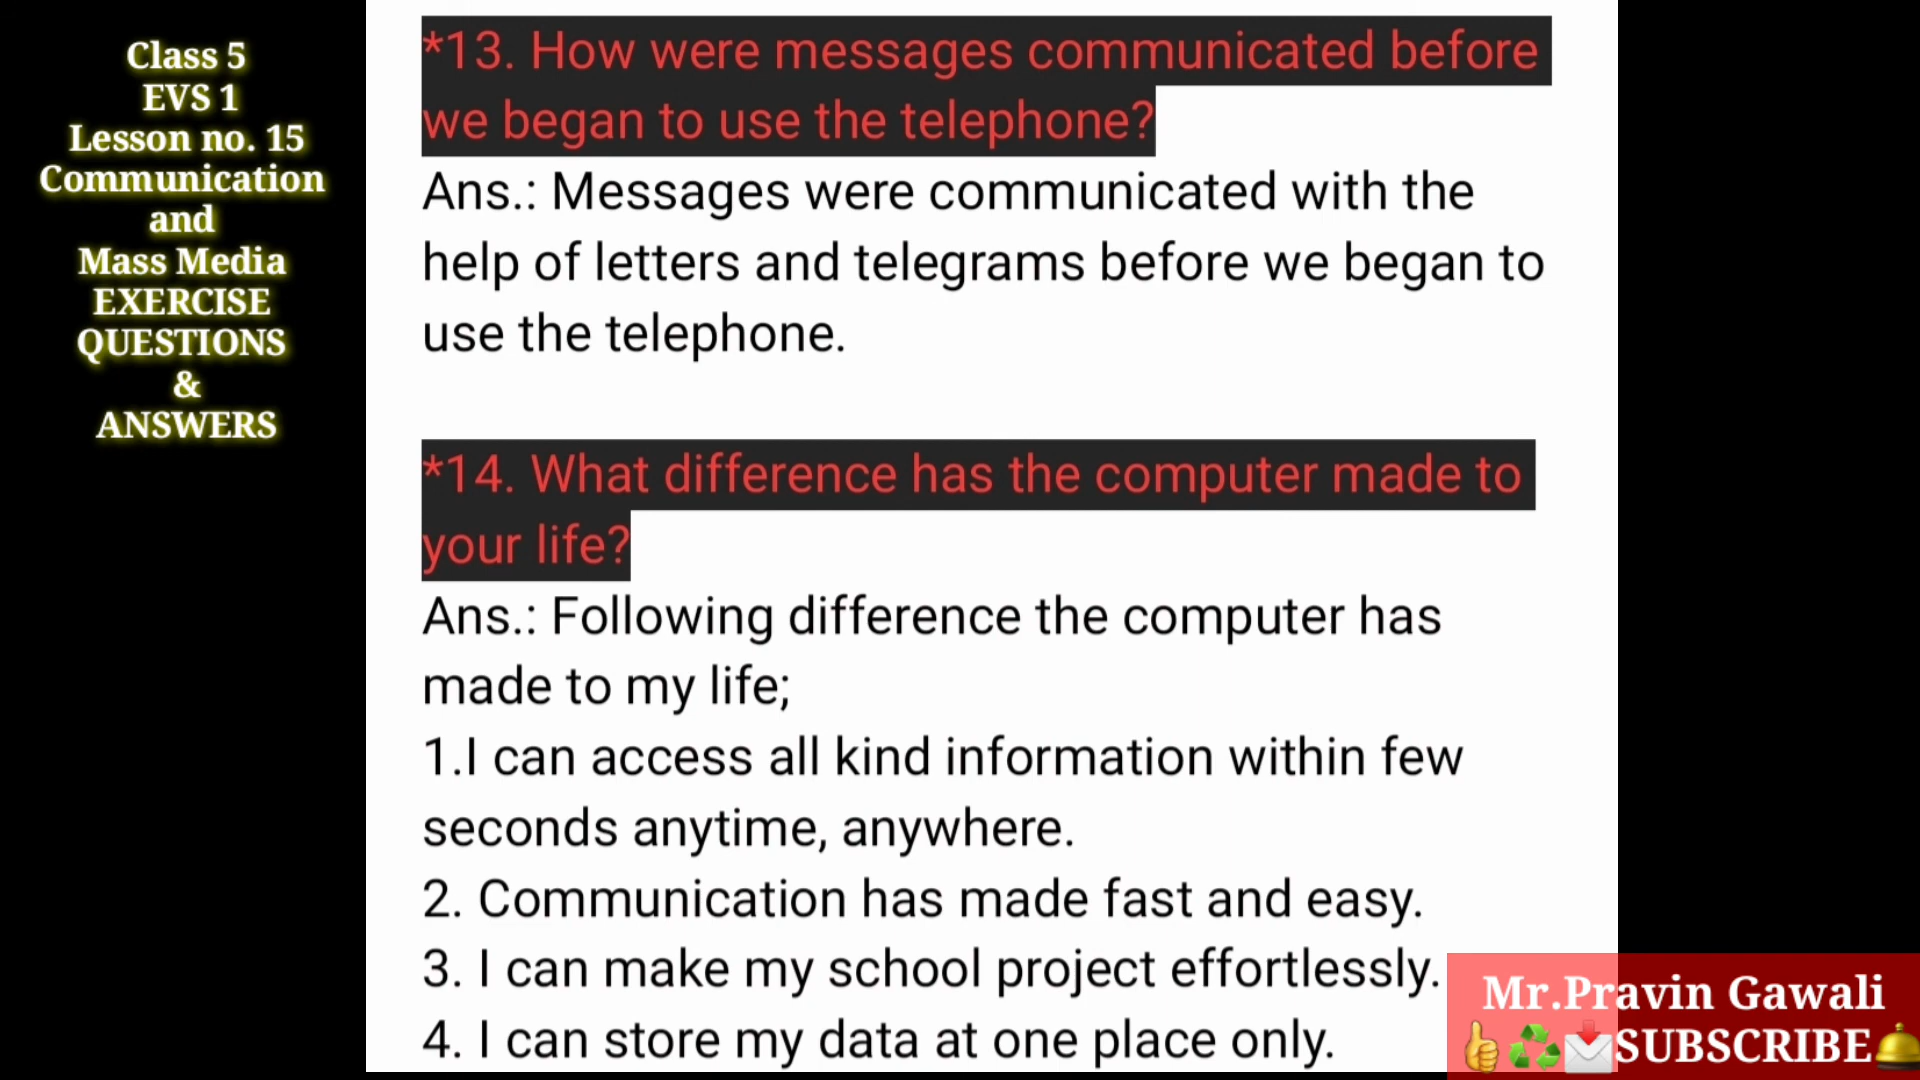 Class 5
EVS 1
Lesson no. 15
Communication
and
Mass Media
EXERCISE
QUESTIONS
&
ANSWERS
*13. How were messages communicated before
we began to use the telephone?
Ans.: Messages were communicated with the
help of letters and telegrams before we began to
use the telephone.
*14. What difference has the computer made to
your life?
Ans.: Following difference the computer has
made to my life;
1.I can access all kind information within few
seconds anytime, anywhere.
2. Communication has made fast and easy.
3. I can make my school project effortlessly.
4. I can store my data at one place only.
Mr.Pravin Gawali
👍♻️📩SUBSCRIBE🛎️